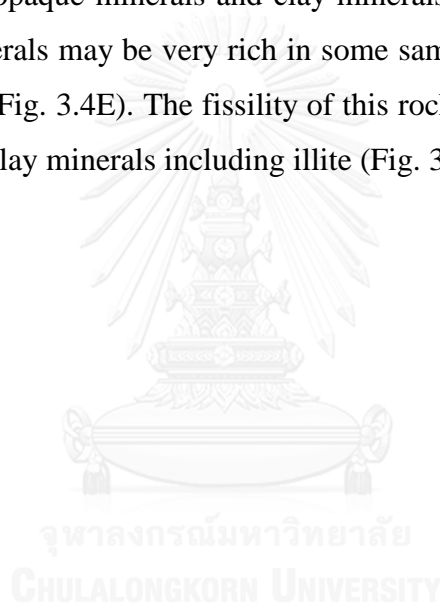 opaque minerals and clay minerals
erals may be very rich in some sam
Fig. 3.4E). The fissility of this rock
lay minerals including illite (Fig. 3
จุฬาลงกรณ์มหาวิทยาลัย
CHULALONGKORN UNIVERSITY